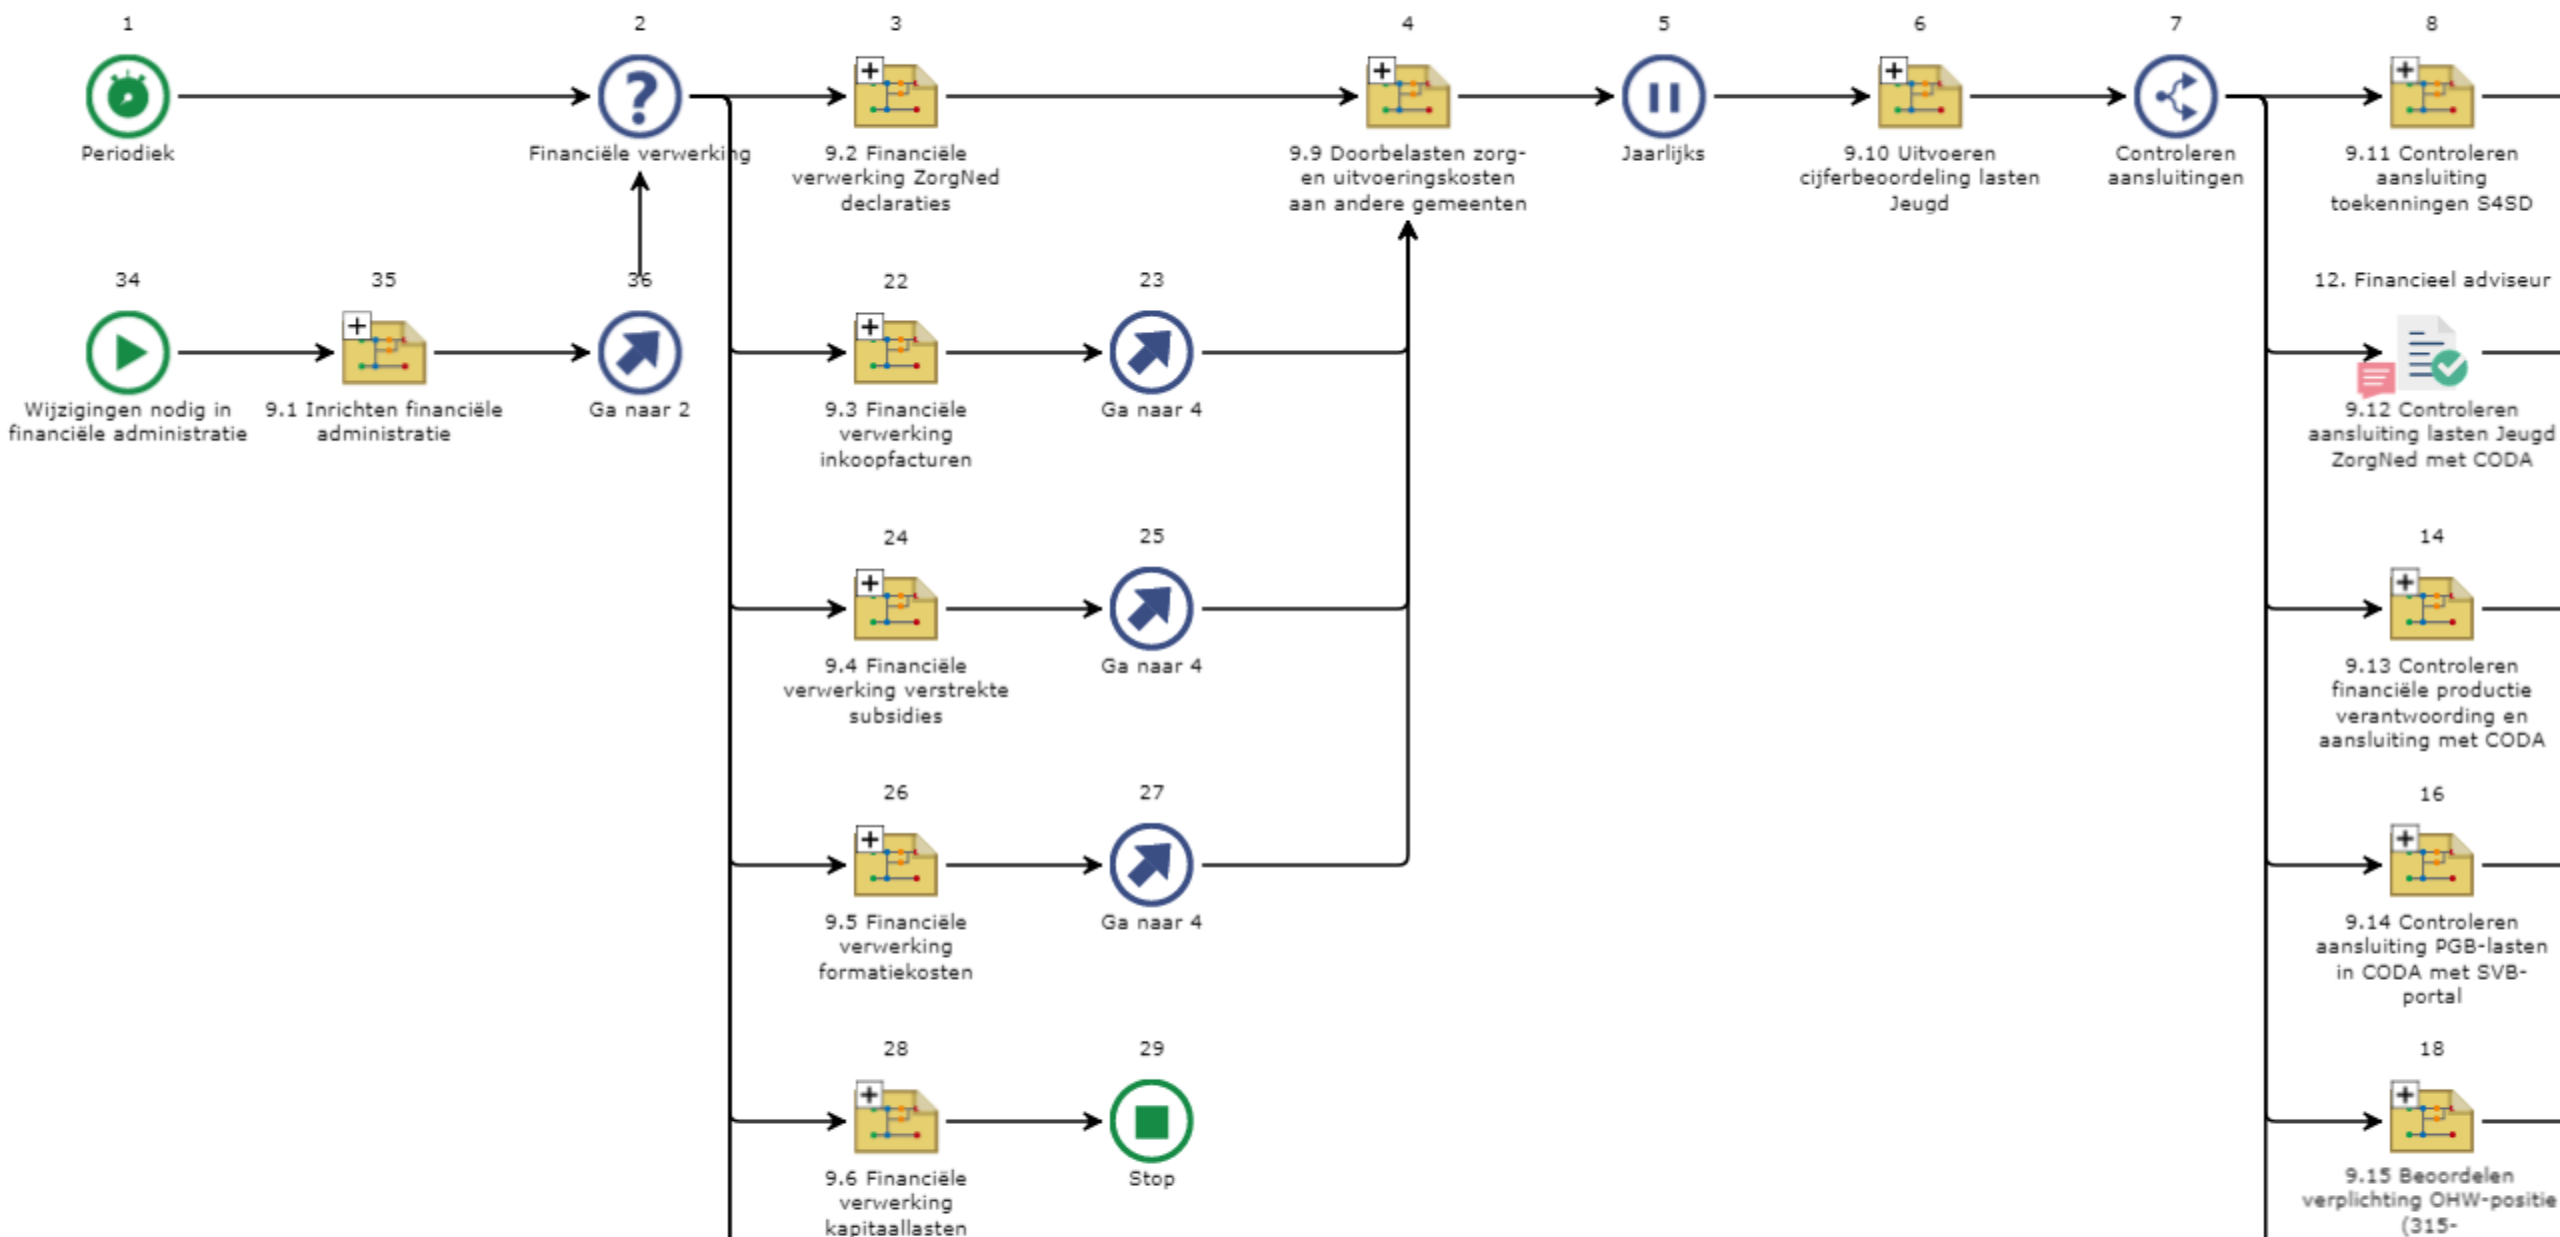 1
2
3
4
5
6
7
8
Periodiek
Financiële verwerking
9.2 Financiële
verwerking ZorgNed
declaraties
9.9 Doorbelasten zorg-
en uitvoeringskosten
aan andere gemeenten
Jaarlijks
9.10 Uitvoeren
cijferbeoordeling lasten
Jeugd
Controleren
aansluitingen
9.11 Controleren
aansluiting
toekenningen S4SD
34
35
36
22
23
12. Financieel adviseur
Wijzigingen nodig in
financiële administratie
9.1 Inrichten financiële
administratie
Ga naar 2
9.3 Financiële
verwerking
inkoopfacturen
Ga naar 4
9.12 Controleren
aansluiting lasten Jeugd
ZorgNed met CODA
24
25
14
9.4 Financiële
verwerking verstrekte
subsidies
Ga naar 4
9.13 Controleren
financiële productie
verantwoording en
aansluiting met CODA
26
27
16
9.5 Financiële
verwerking
formatiekosten
Ga naar 4
9.14 Controleren
aansluiting PGB-lasten
in CODA met SVB-
portal
28
29
18
9.6 Financiële
verwerking
kapitaallasten
Stop
9.15 Beoordelen
verplichting OHW-positie
(315-